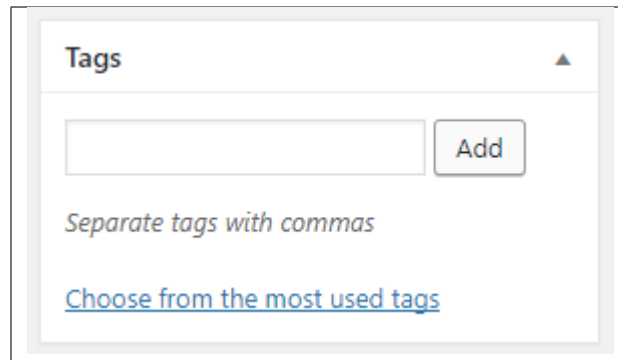 Tags
Add
Separate tags with commas
Choose from the most used tags